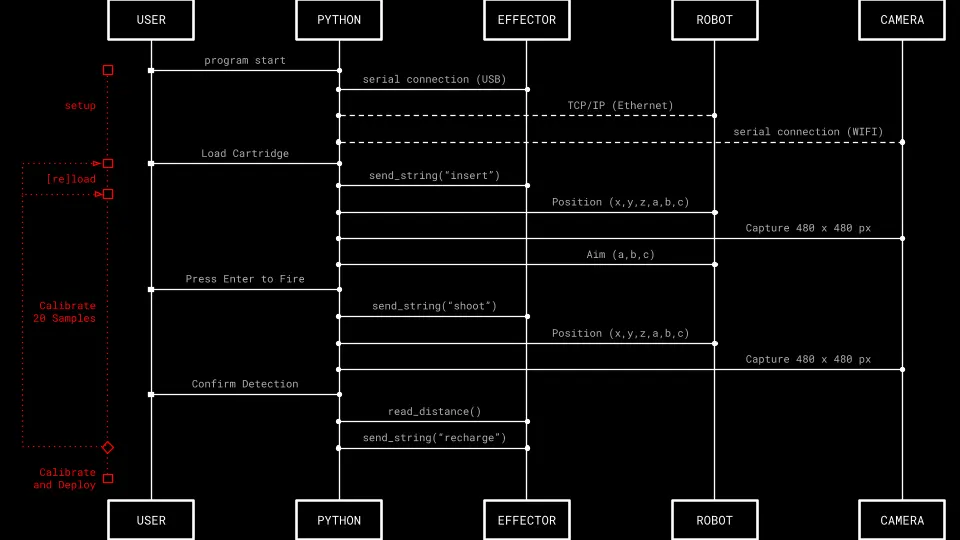 USER
PYTHON
EFFECTOR
ROBOT
CAMERA
program start
serial connection (USB)
setup
TCP/IP (Ethernet)
serial connection (WIFI)
Load Cartridge
[re]load
send_string(“insert”)
Position (x,y,z,a,b,c)
Capture 480 x 480 px
Aim (a,b,c)
Press Enter to Fire
Calibrate
20 Samples
send_string(“shoot”)
Position (x,y,z,a,b,c)
Capture 480 x 480 px
Confirm Detection
read_distance()
send_string(“recharge”)
Calibrate
and Deploy
USER
PYTHON
EFFECTOR
ROBOT
CAMERA